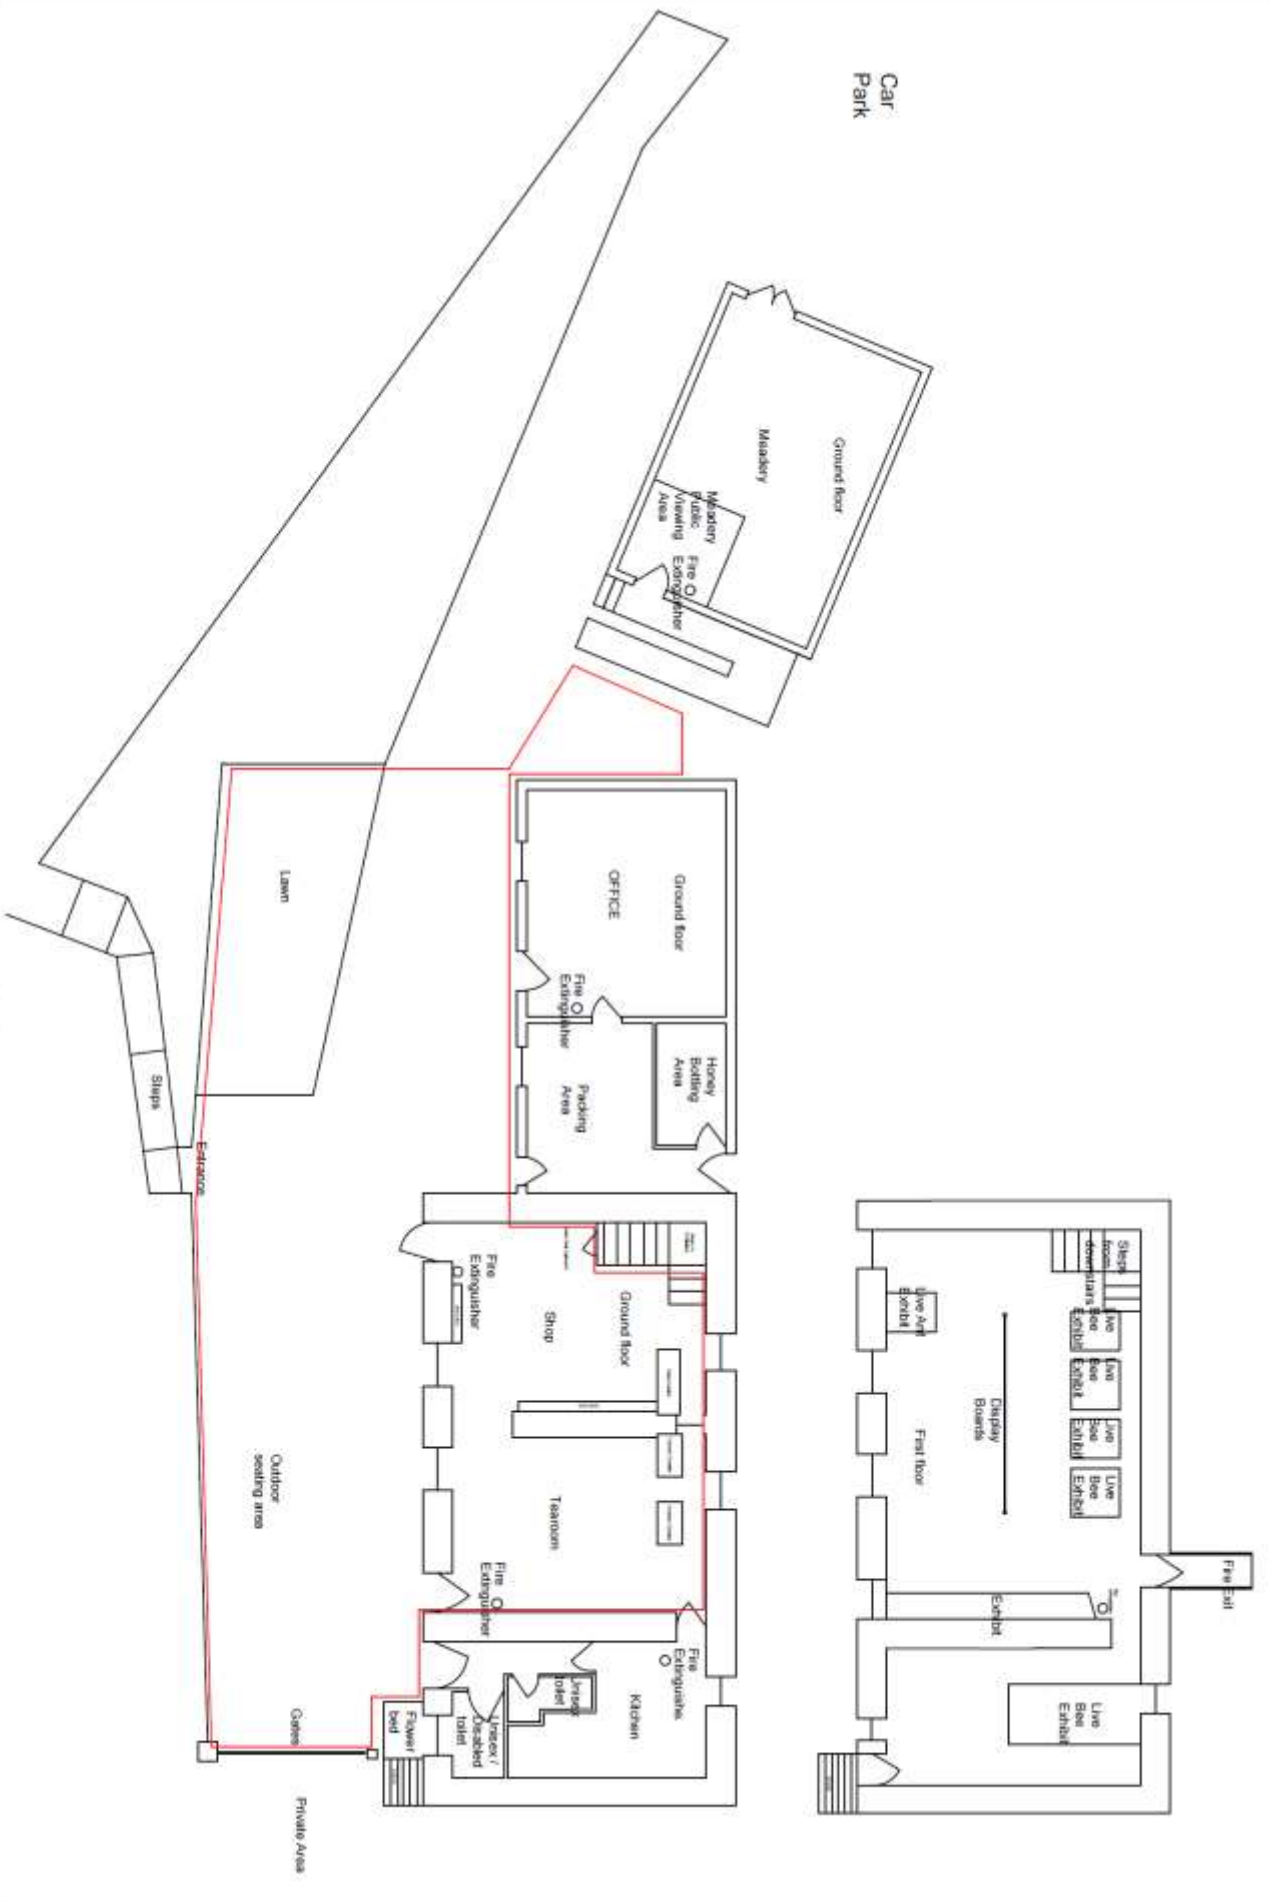 Car
Park
Ground floor
Meadery
Meadery
Public
Viewing
Area
Fire
Extinguisher
Lawn
Ground floor
OFFICE
Fire
Extinguisher
Honey
Bottling
Area
Packing
Area
Steps
Entrance
Fire
Extinguisher
Shop
Ground floor
Tearoom
Fire
Extinguisher
Outdoor
seating area
Fire
Extinguishe
Kitchen
Unisex
toilet
Unisex /
Disabled
toilet
Flower
bed
Gates
Private Area
Steps
from
downstairs
Live Ant
Exhibit
Live
Bee
Exhibit
Live
Bee
Exhibit
Live
Bee
Exhibit
Live
Bee
Exhibit
Display
Boards
First floor
Fire Exit
Exhibit
Live
Bee
Exhibit